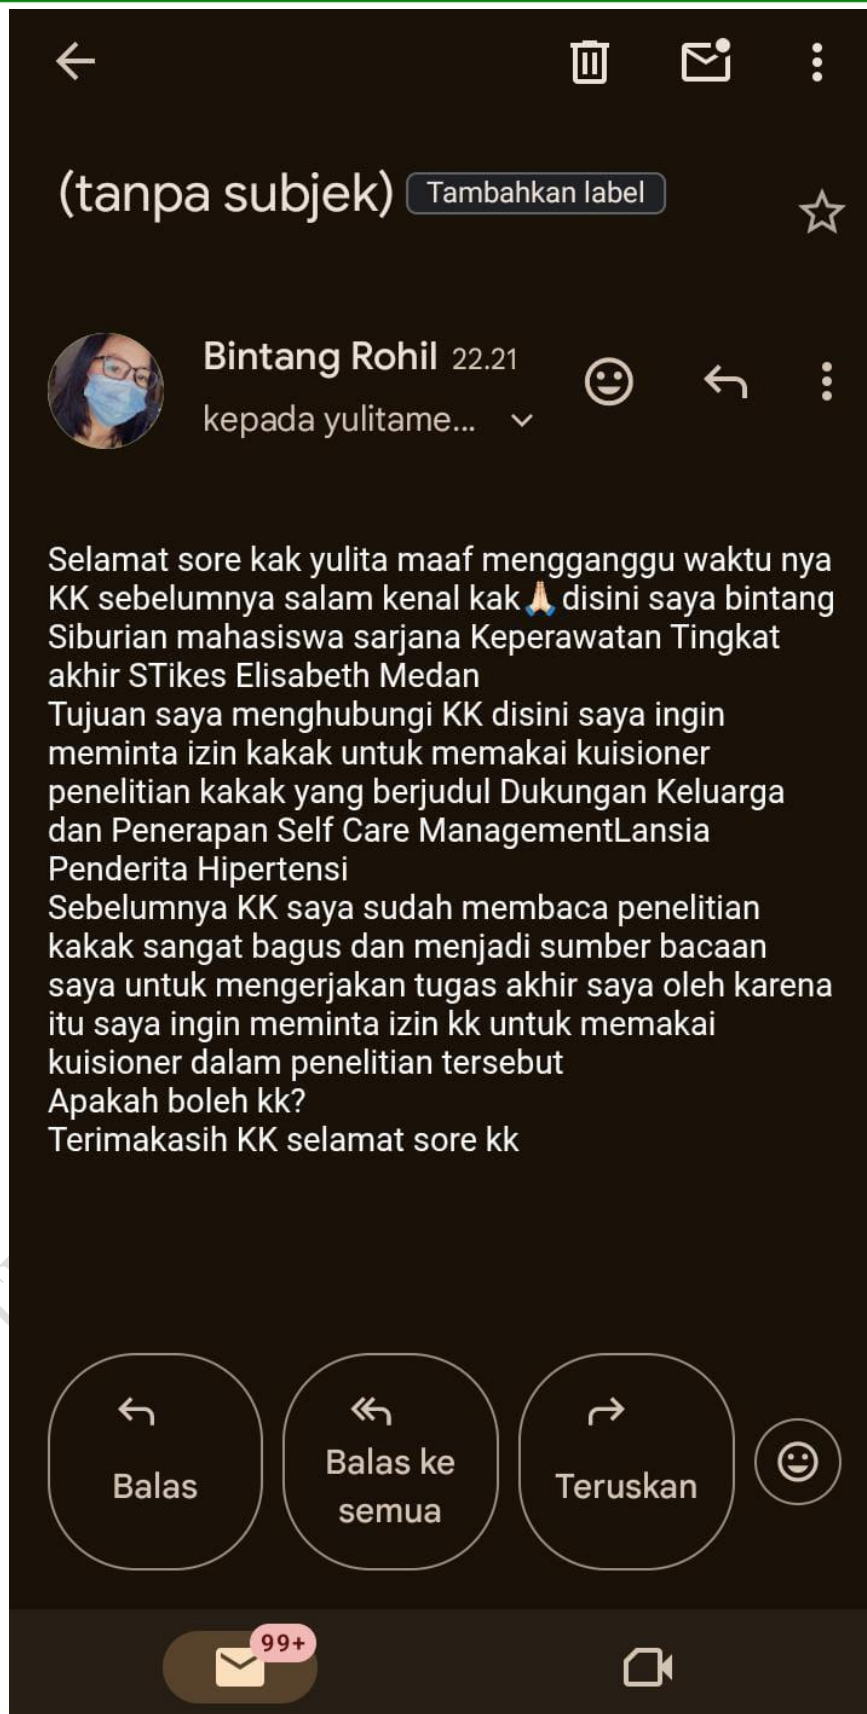 (tanpa subjek) Tambahkan label
Bintang Rohil 22.21
kepada yulitame...
Selamat sore kak yulita maaf mengganggu waktu nya
KK sebelumnya salam kenal kak🙏🏻 disini saya bintang
Siburian mahasiswa sarjana Keperawatan Tingkat
akhir STikes Elisabeth Medan
Tujuan saya menghubungi KK disini saya ingin
meminta izin kakak untuk memakai kuisioner
penelitian kakak yang berjudul Dukungan Keluarga
dan Penerapan Self Care ManagementLansia
Penderita Hipertensi
Sebelumnya KK saya sudah membaca penelitian
kakak sangat bagus dan menjadi sumber bacaan
saya untuk mengerjakan tugas akhir saya oleh karena
itu saya ingin meminta izin kk untuk memakai
kuisioner dalam penelitian tersebut
Apakah boleh kk?
Terimakasih KK selamat sore kk
Balas
Balas ke
semua
Teruskan
99+